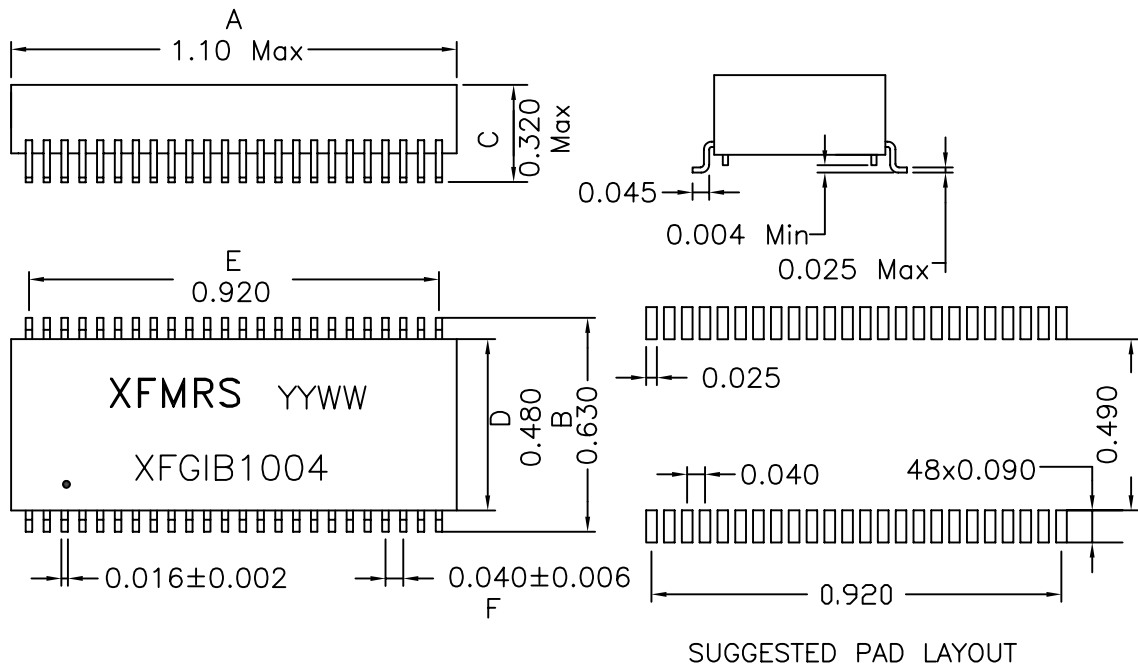 A
1.10 Max
C
0.320
Max
0.045
0.004 Min
0.025 Max
E
0.920
XFMRS YYWW
XFGIB1004
D
0.480
B
0.630
0.016±0.002
0.040±0.006
F
0.025
0.490
0.040
48x0.090
0.920
SUGGESTED PAD LAYOUT